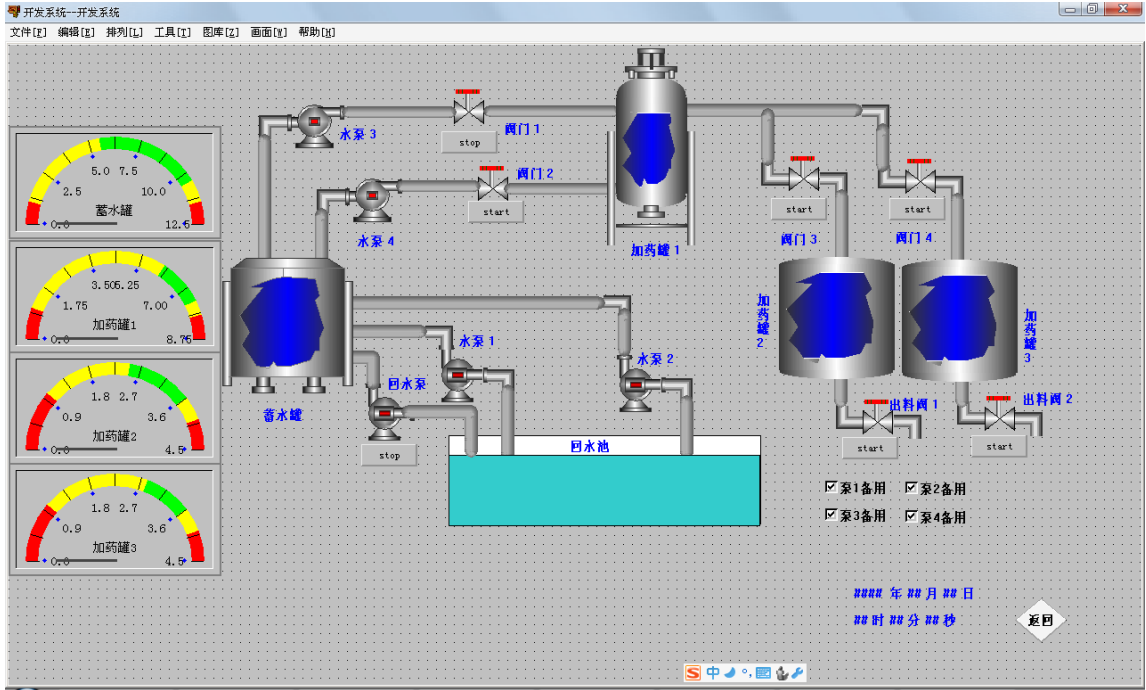 开发系统--开发系统
文件[F] 编辑[E] 排列[L] 工具[T] 图库[Z] 画面[W] 帮助[H]
水泵 3
阀门 1
stop
阀门 2
start
水泵 4
加药罐 1
start
start
阀门 3
阀门 4
5.0 7.5
2.5 10.0
蓄水罐
0.0 12.5
3.505.25
1.75 7.00
加药罐1
0.0 8.75
1.8 2.7
0.9 3.6
加药罐2
0.0 4.5
1.8 2.7
0.9 3.6
加药罐3
0.0 4.5
加药罐2
加药罐3
水泵 1
水泵 2
回水泵
蓄水罐
出料阀 1
出料阀 2
stop
回水池
start
start
泵1备用 泵2备用
泵3备用 泵4备用
#### 年 ## 月 ## 日
## 时 ## 分 ## 秒
返回
S 中